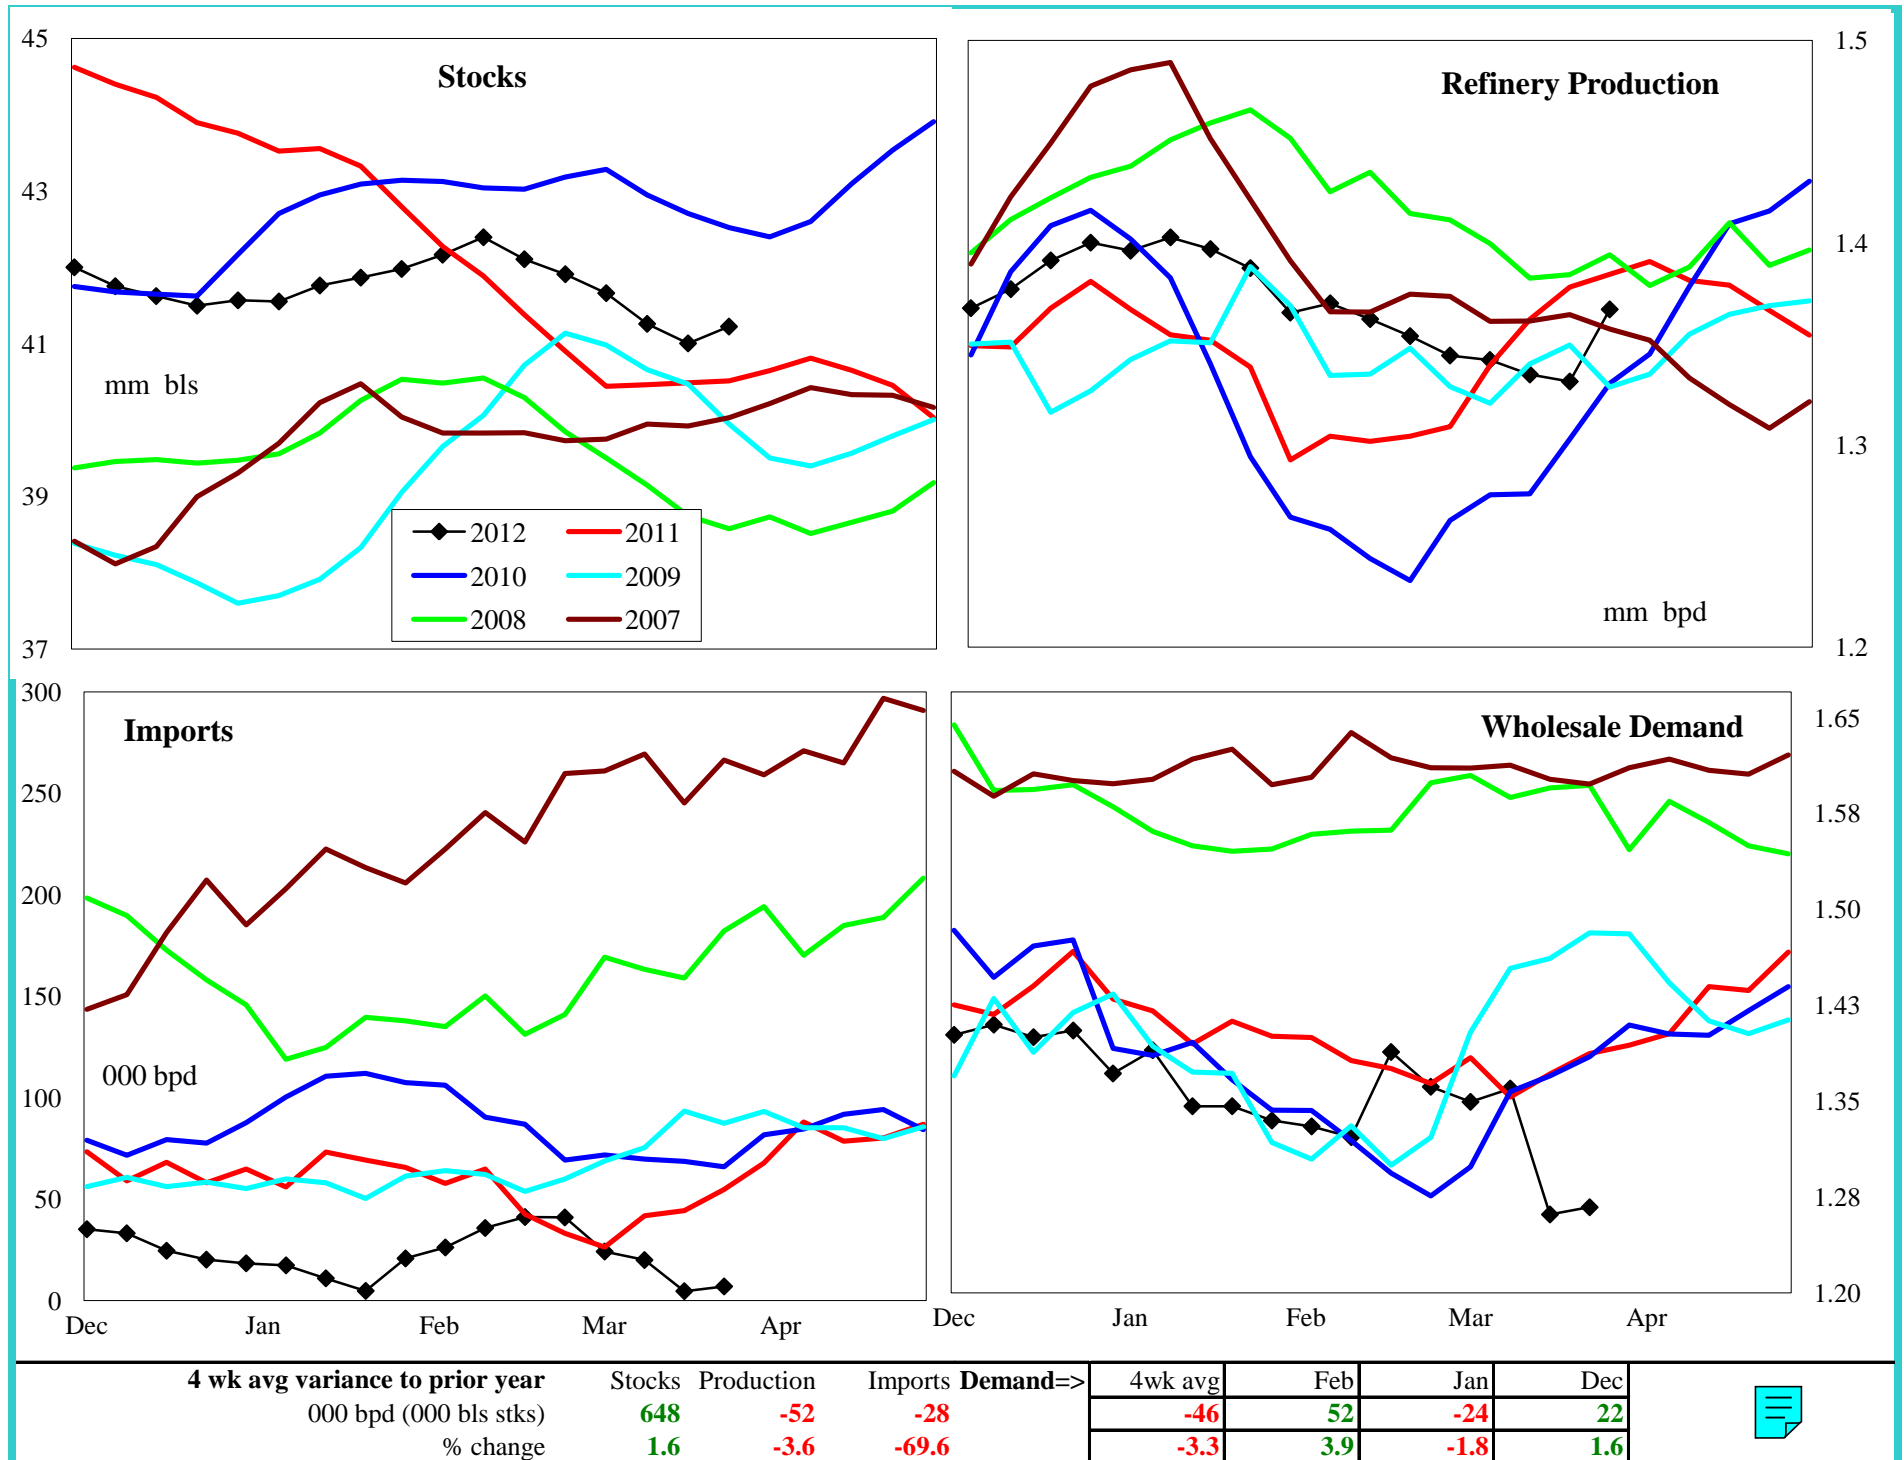 Stocks
45
43
41
39
37
mm bls
2012
2011
2010
2009
2008
2007
Refinery Production
1.5
1.4
1.3
1.2
mm bpd
Imports
300
250
200
150
100
50
0
000 bpd
Dec Jan Feb Mar Apr
Wholesale Demand
1.65
1.58
1.50
1.43
1.35
1.28
1.20
Dec Jan Feb Mar Apr
4 wk avg variance to prior year Stocks Production Imports Demand=> 4wk avg Feb Jan Dec
000 bpd (000 bls stks) 648 -52 -28 -46 52 -24 22
% change 1.6 -3.6 -69.6 -3.3 3.9 -1.8 1.6